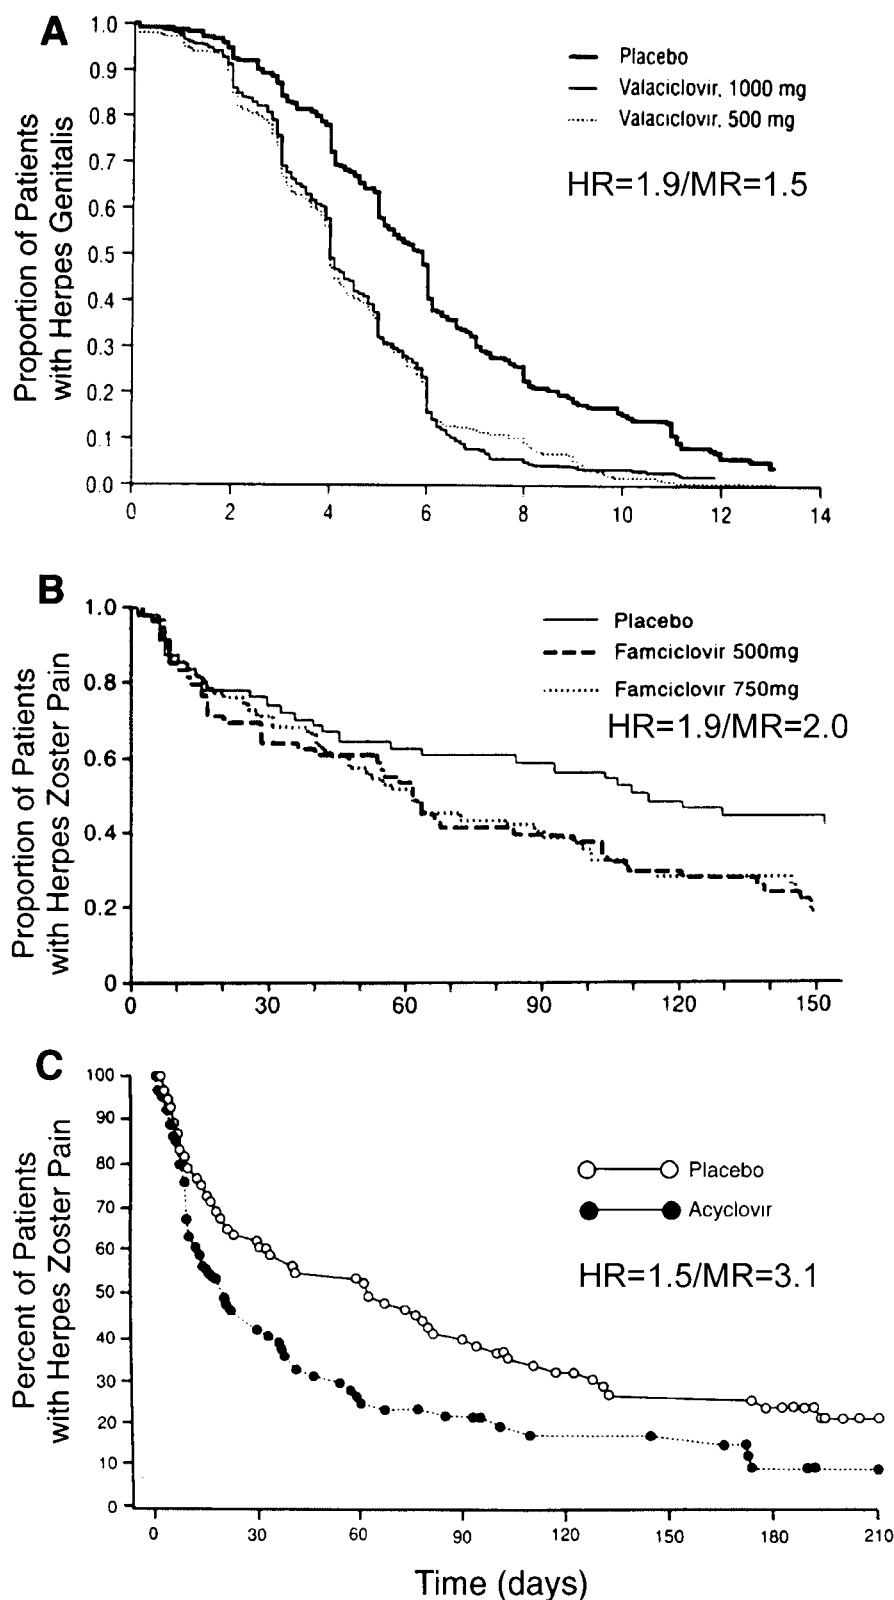 A
Proportion of Patients
with Herpes Genitalis
1.0
0.9
0.8
0.7
0.6
0.5
0.4
0.3
0.2
0.1
0.0
Placebo
Valaciclovir, 1000 mg
Valaciclovir, 500 mg
HR=1.9/MR=1.5
0 2 4 6 8 10 12 14
B
Proportion of Patients
with Herpes Zoster Pain
1.0
0.8
0.6
0.4
0.2
0
Placebo
Famciclovir 500mg
Famciclovir 750mg
HR=1.9/MR=2.0
0 30 60 90 120 150
C
Percent of Patients
with Herpes Zoster Pain
100
90
80
70
60
50
40
30
20
10
0
Placebo
Acyclovir
HR=1.5/MR=3.1
0 30 60 90 120 150 180 210
Time (days)